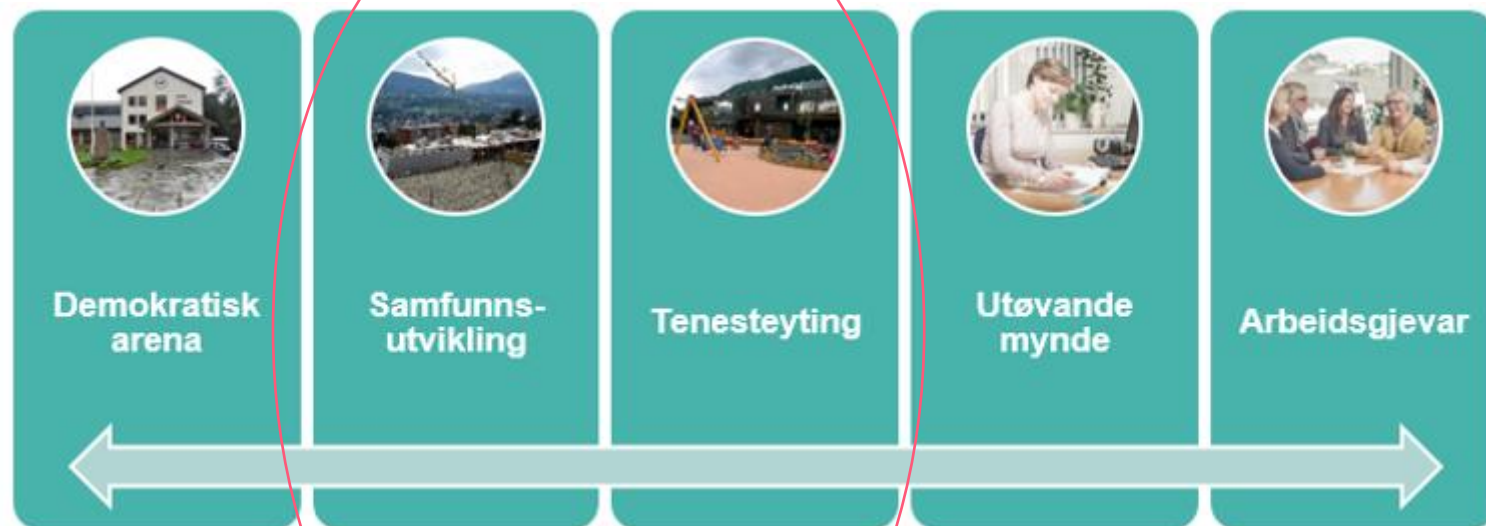 Demokratisk
arena
Samfunns-
utvikling
Tenesteyting
Utøvande
mynde
Arbeidsgjevar